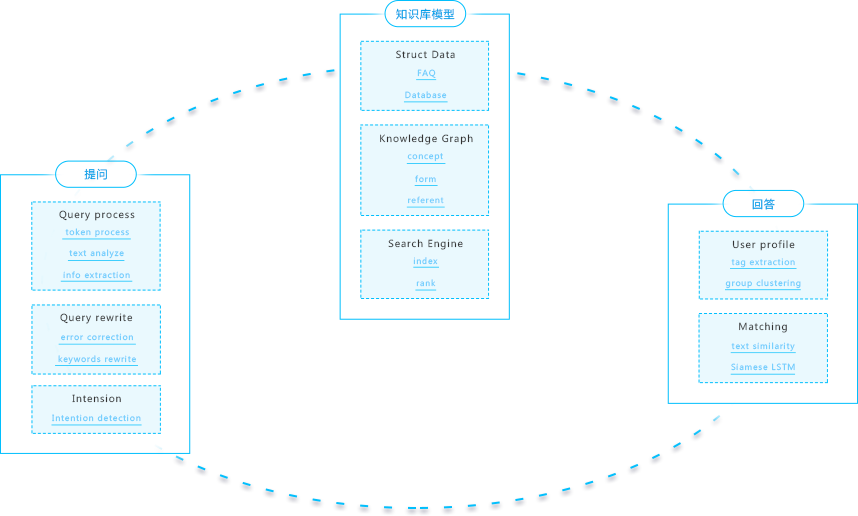 知识库模型
Struct Data
FAQ
Database
Knowledge Graph
concept
form
referent
Search Engine
index
rank
提问
Query process
token process
text analyze
info extraction
Query rewrite
error correction
keywords rewrite
Intension
Intention detection
回答
User profile
tag extraction
group clustering
Matching
text similarity
Siamese LSTM